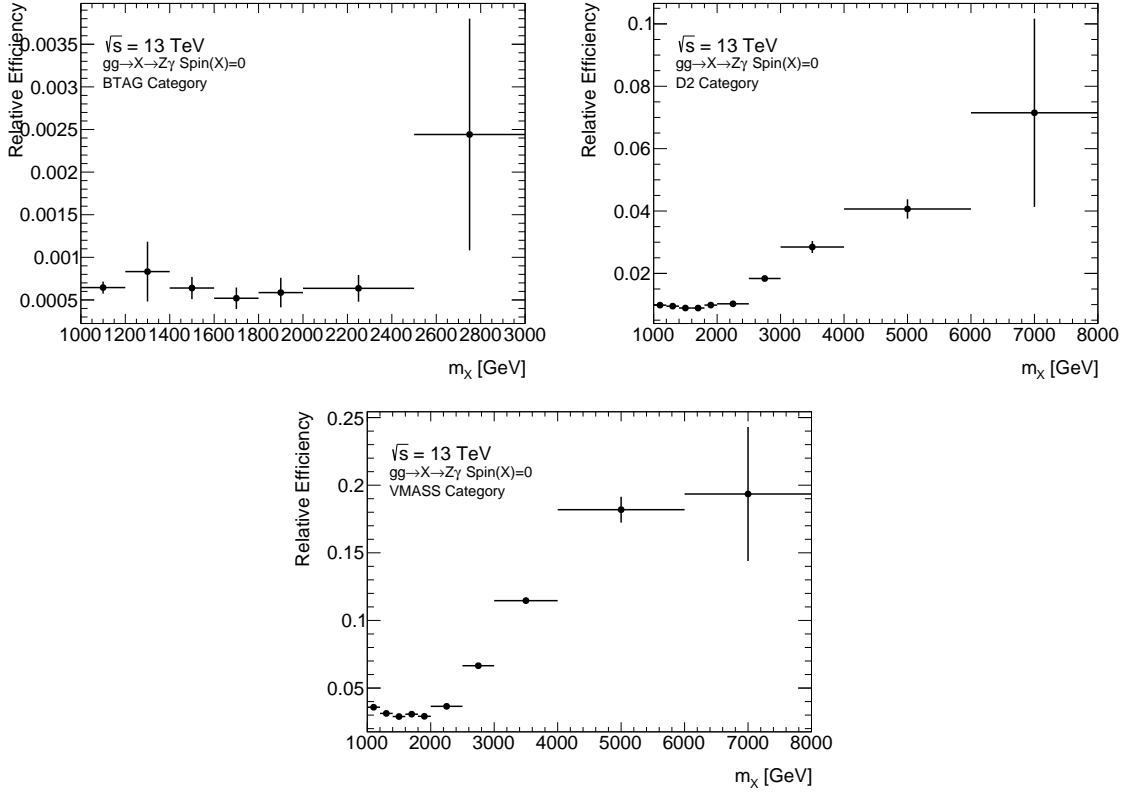 Relative Efficiency
0.0035
0.003
0.0025
0.002
0.0015
0.001
0.0005
√s = 13 TeV
gg→X→Zγ Spin(X)=0
BTAG Category
1000 1200 1400 1600 1800 2000 2200 2400 2600 2800 3000
m_X [GeV]
Relative Efficiency
0.1
0.08
0.06
0.04
0.02
√s = 13 TeV
gg→X→Zγ Spin(X)=0
D2 Category
1000 2000 3000 4000 5000 6000 7000 8000
m_X [GeV]
Relative Efficiency
0.25
0.2
0.15
0.1
0.05
√s = 13 TeV
gg→X→Zγ Spin(X)=0
VMASS Category
1000 2000 3000 4000 5000 6000 7000 8000
m_X [GeV]